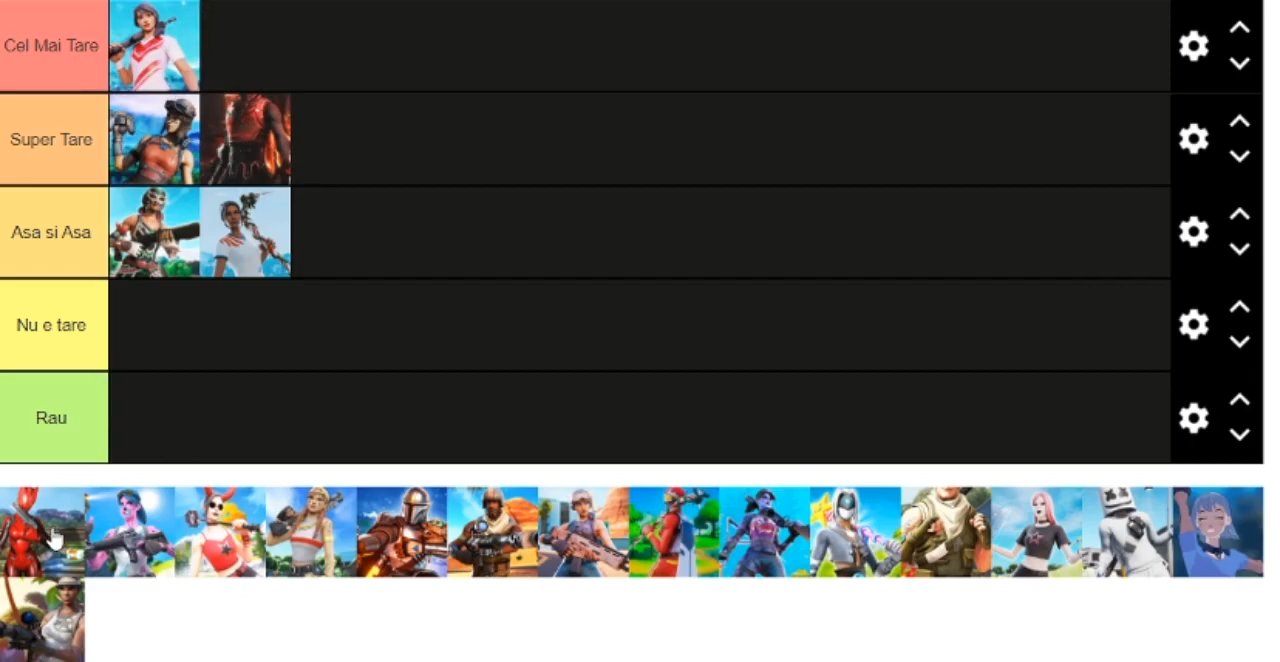 Cel Mai Tare
Super Tare
Asa si Asa
Nu e tare
Rau